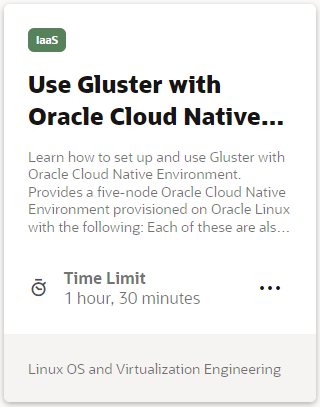 IaaS
Use Gluster with
Oracle Cloud Native...
Learn how to set up and use Gluster with
Oracle Cloud Native Environment.
Provides a five-node Oracle Cloud Native
Environment provisioned on Oracle Linux
with the following: Each of these are als...
Time Limit
1 hour, 30 minutes
Linux OS and Virtualization Engineering